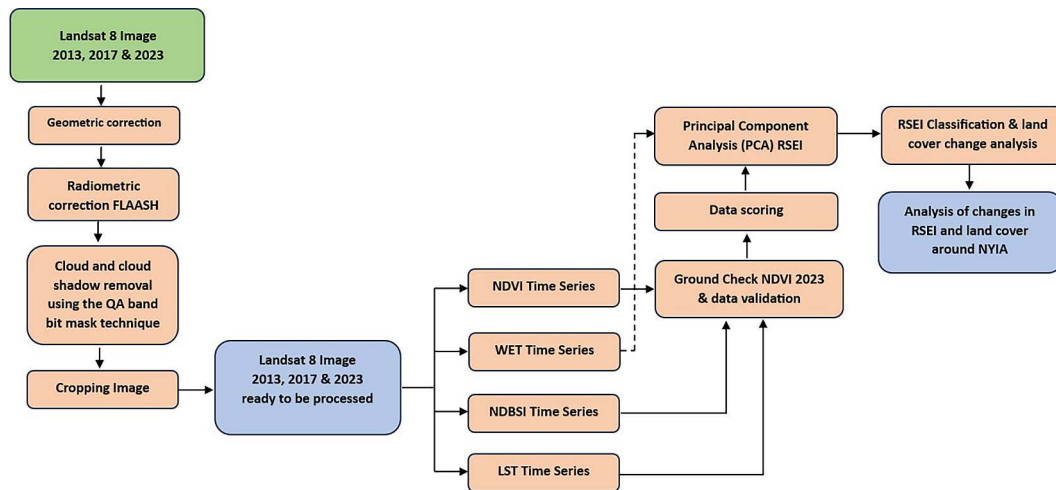 Landsat 8 Image
2013, 2017 & 2023
Geometric correction
Radiometric
correction FLAASH
Cloud and cloud
shadow removal
using the QA band
bit mask technique
Cropping Image
Landsat 8 Image
2013, 2017 & 2023
ready to be processed
NDVI Time Series
WET Time Series
NDBSI Time Series
LST Time Series
Ground Check NDVI 2023
& data validation
Data scoring
Principal Component
Analysis (PCA) RSEI
RSEI Classification & land
cover change analysis
Analysis of changes in
RSEI and land cover
around NYIA